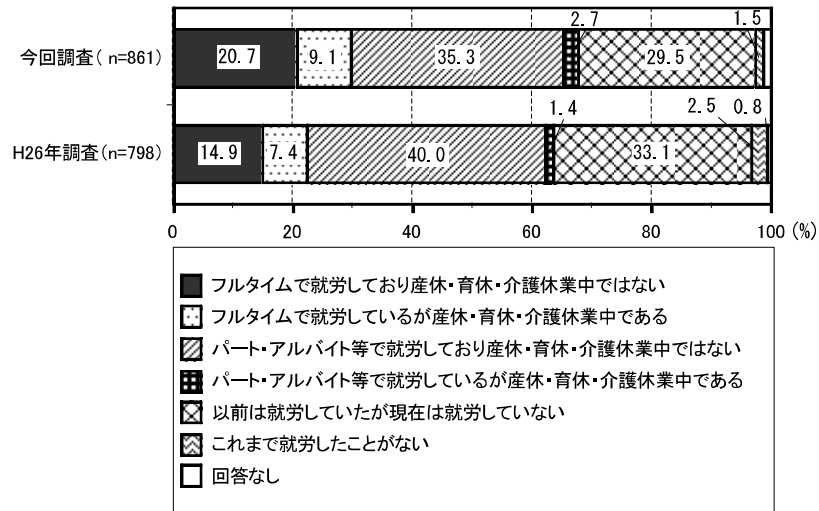 2.7 1.5
今回調査( n=861) 20.7 9.1 35.3 29.5
1.4 2.5 0.8
H26年調査(n=798) 14.9 7.4 40.0 33.1
0 20 40 60 80 100 (%)
フルタイムで就労しており産休・育休・介護休業中ではない
フルタイムで就労しているが産休・育休・介護休業中である
パート・アルバイト等で就労しており産休・育休・介護休業中ではない
パート・アルバイト等で就労しているが産休・育休・介護休業中である
以前は就労していたが現在は就労していない
これまで就労したことがない
回答なし